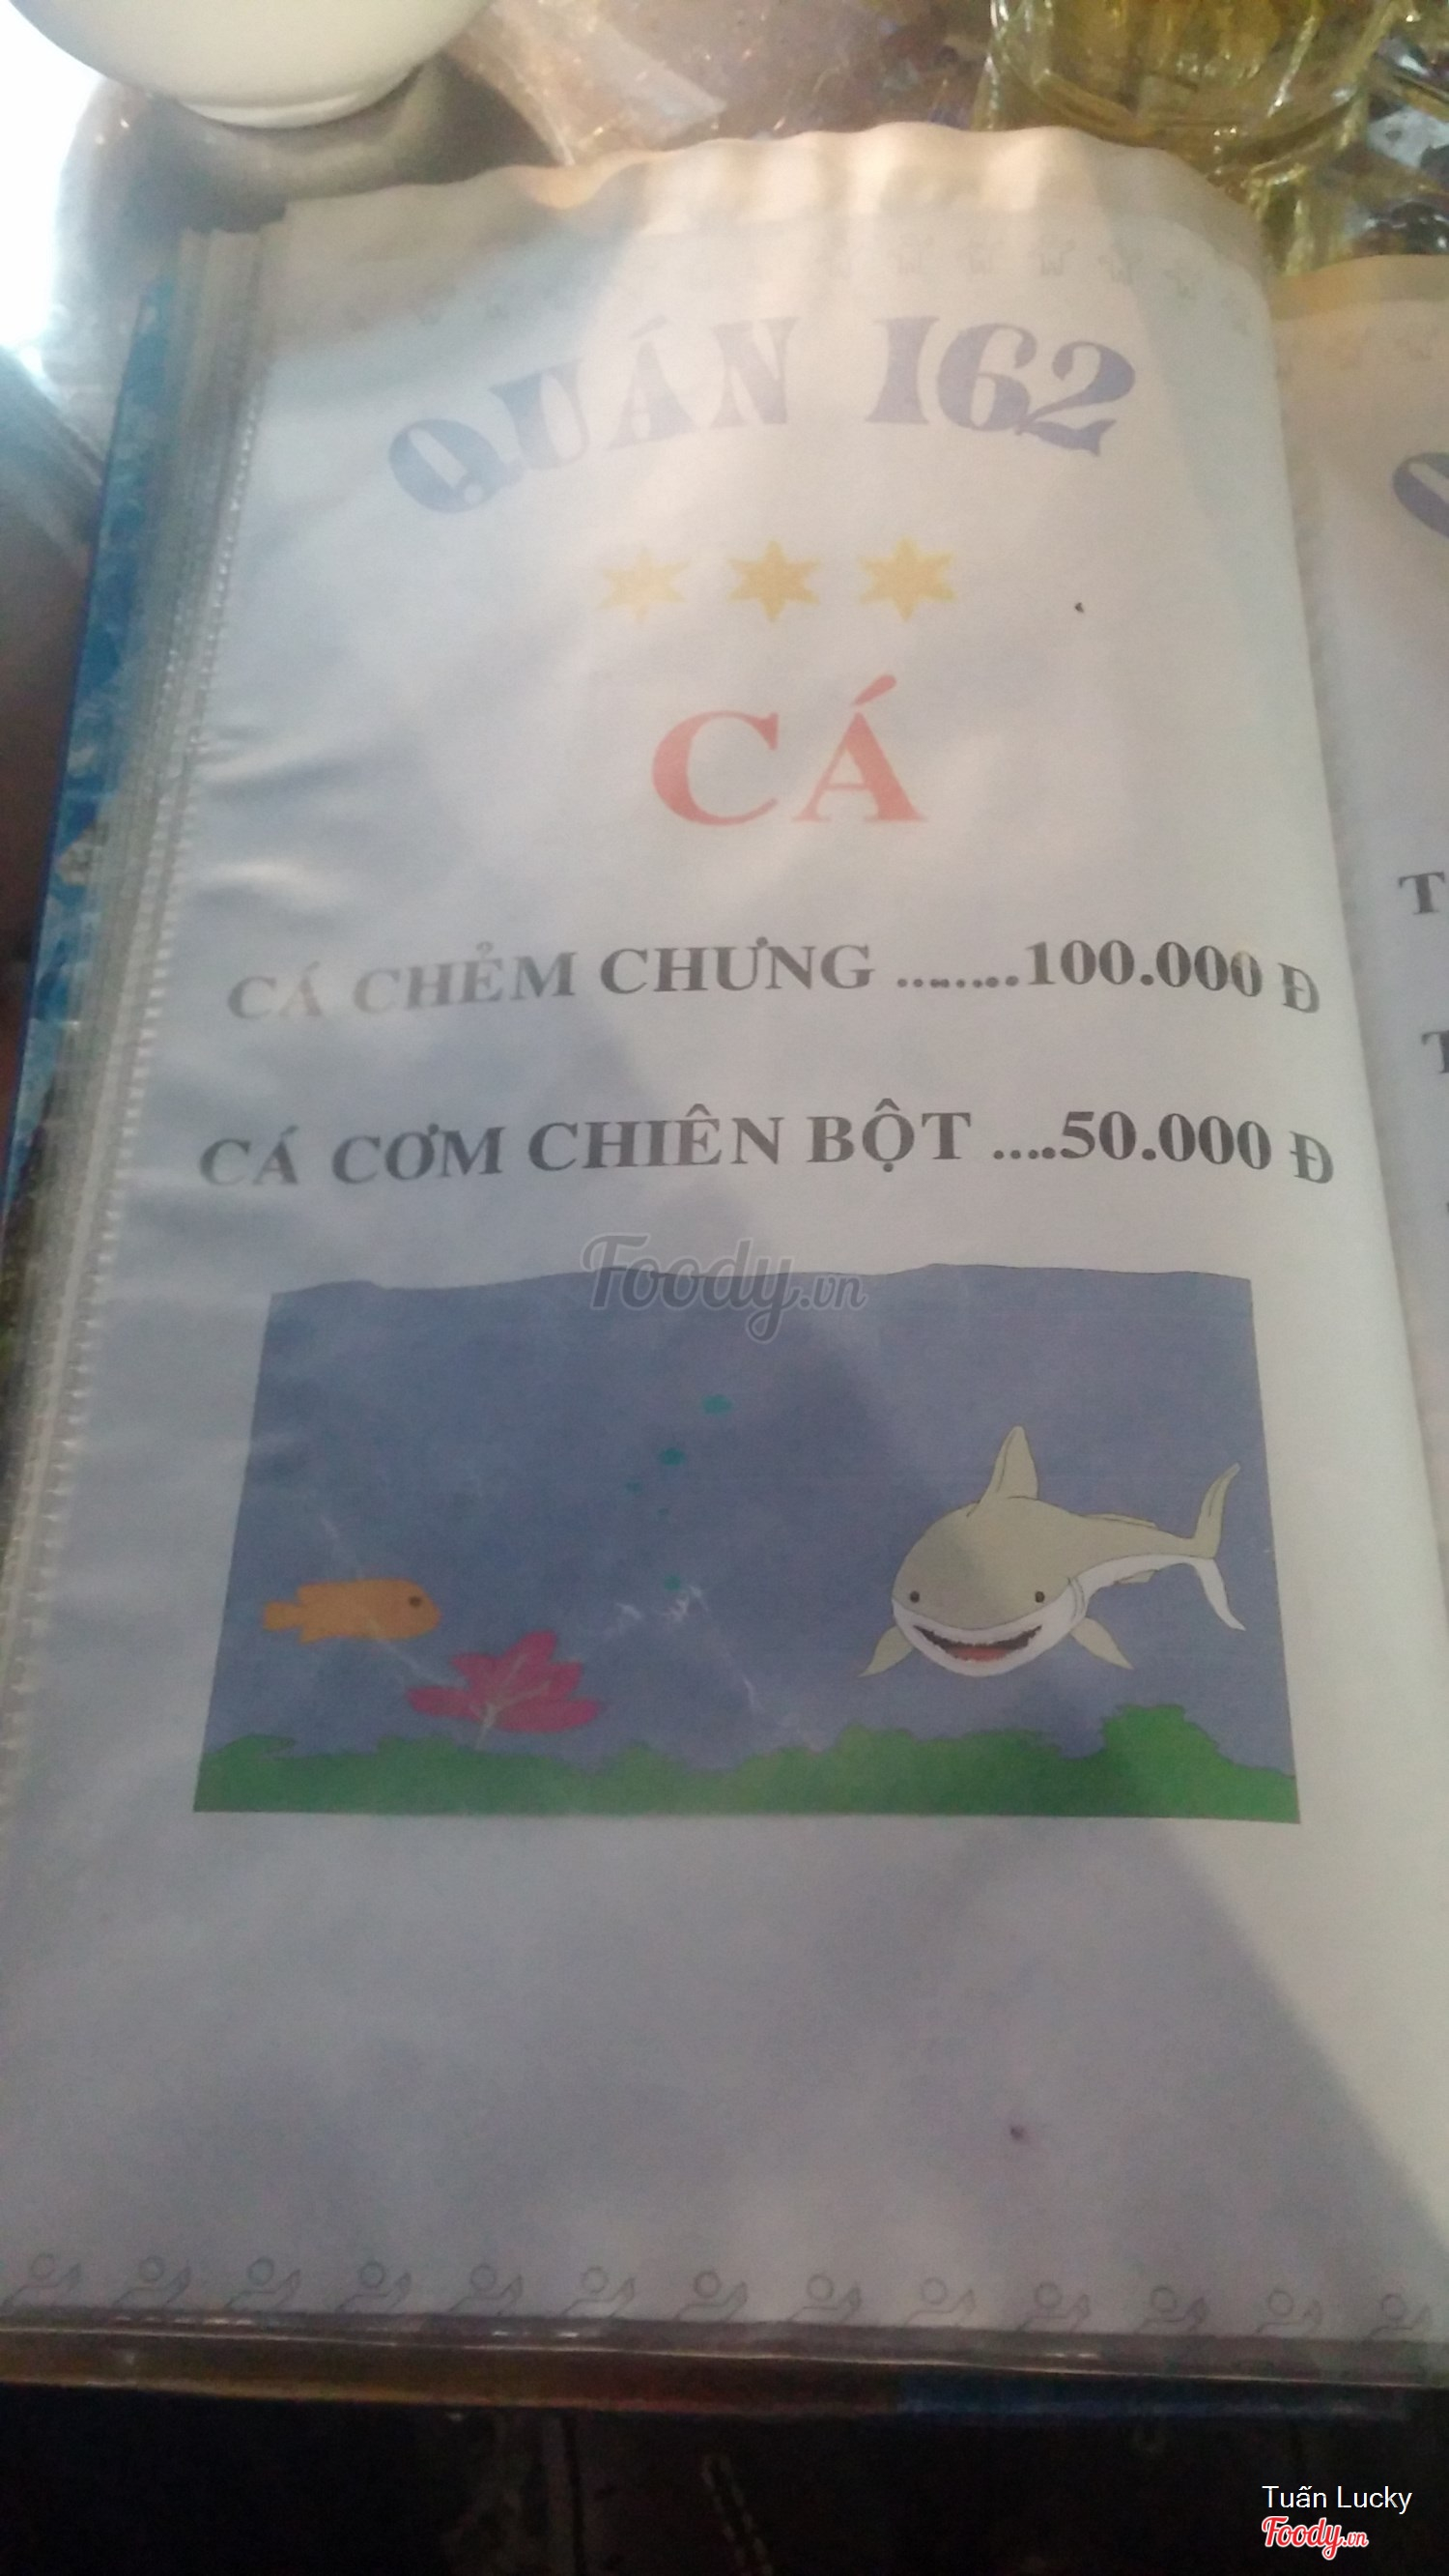 QUÁN 162
CÁ
CÁ CHẺM CHƯNG ........100.000 Đ
CÁ CƠM CHIÊN BỘT ....50.000 Đ
Foody.vn
T
T
Tuấn Lucky
Foody.vn